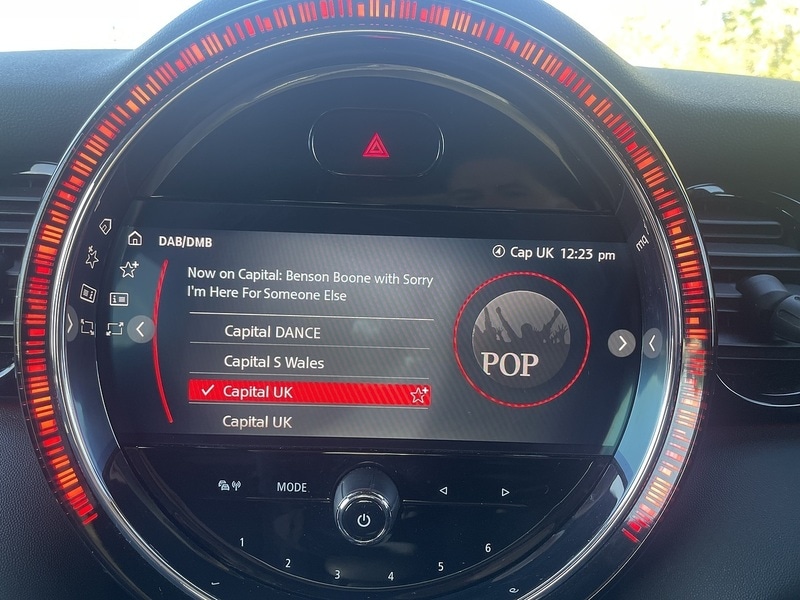 DAB/DMB
Cap UK 12:23 pm
Now on Capital: Benson Boone with Sorry
I'm Here For Someone Else
Capital DANCE
Capital S Wales
Capital UK
Capital UK
POP
MODE
1
2
3
4
5
6